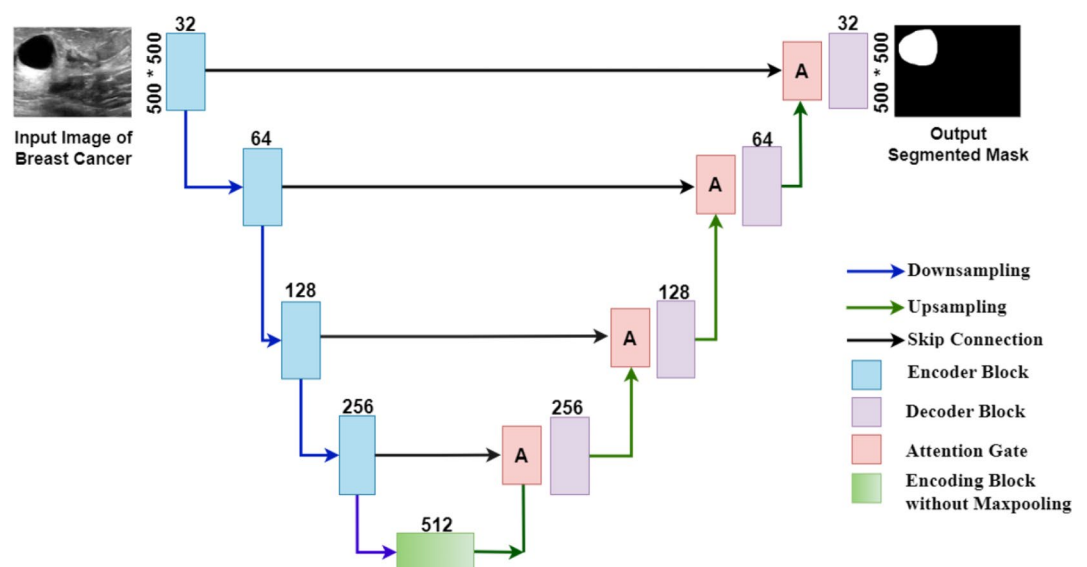 32
500 * 500
Input Image of
Breast Cancer
A
32
500 * 500
Output
Segmented Mask
64
A
64
128
A
128
256
A
256
512
Downsampling
Upsampling
Skip Connection
Encoder Block
Decoder Block
Attention Gate
Encoding Block
without Maxpooling